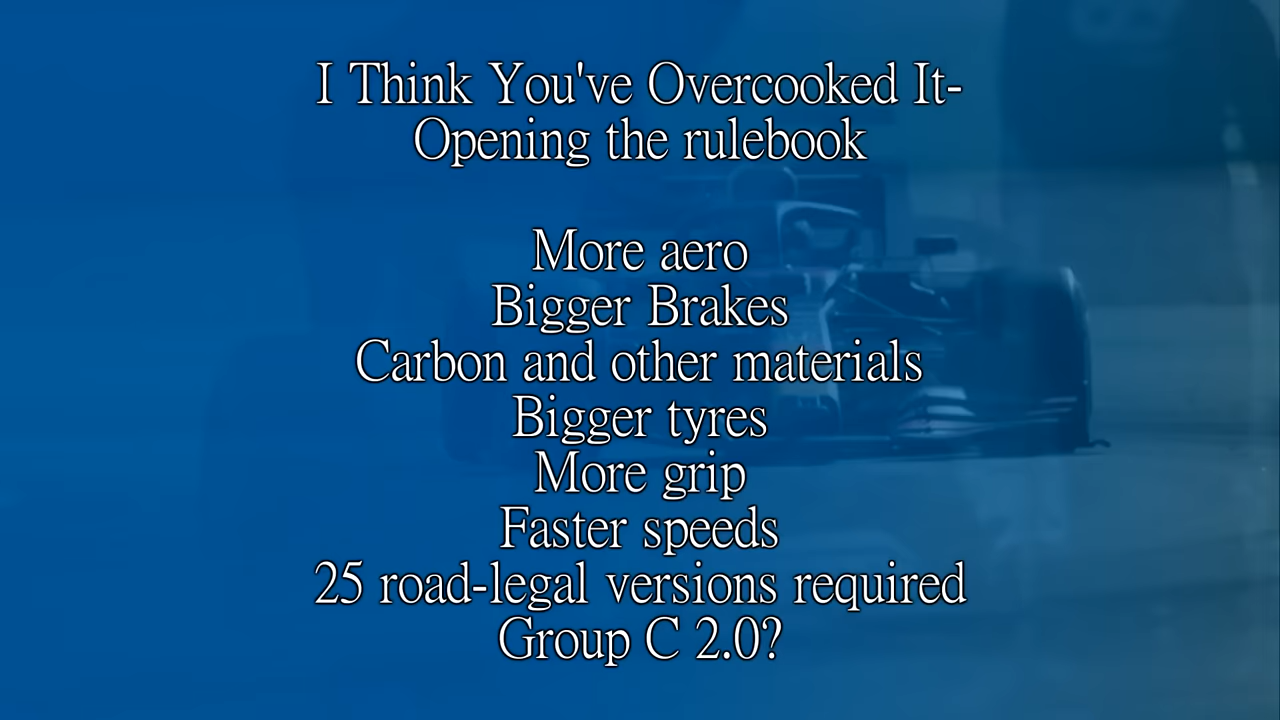 I Think You've Overcooked It-
Opening the rulebook
More aero
Bigger Brakes
Carbon and other materials
Bigger tyres
More grip
Faster speeds
25 road-legal versions required
Group C 2.0?